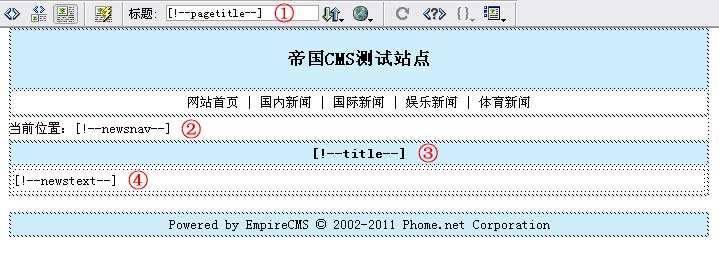 标题: [!--pagetitle--] ①
帝国CMS测试站点
网站首页 | 国内新闻 | 国际新闻 | 娱乐新闻 | 体育新闻
当前位置：[!--newsnav--] ②
[!--title--] ③
[!--newstext--] ④
Powered by EmpireCMS © 2002-2011 Phome.net Corporation